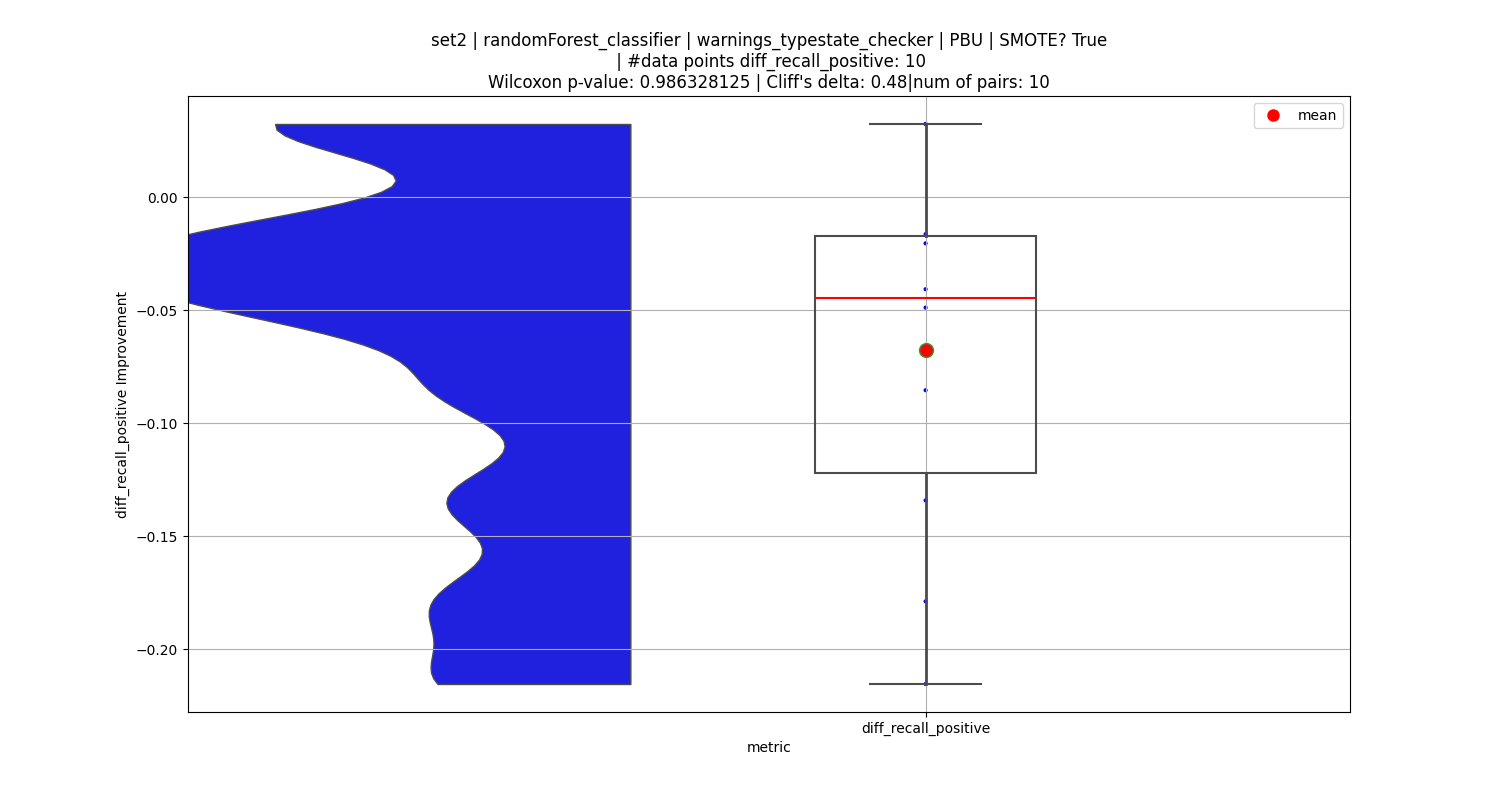 set2 | randomForest_classifier | warnings_typestate_checker | PBU | SMOTE? True
| #data points diff_recall_positive: 10
Wilcoxon p-value: 0.986328125 | Cliff's delta: 0.48|num of pairs: 10
mean
0.00
−0.05
−0.10
−0.15
−0.20
diff_recall_positive Improvement
diff_recall_positive
metric